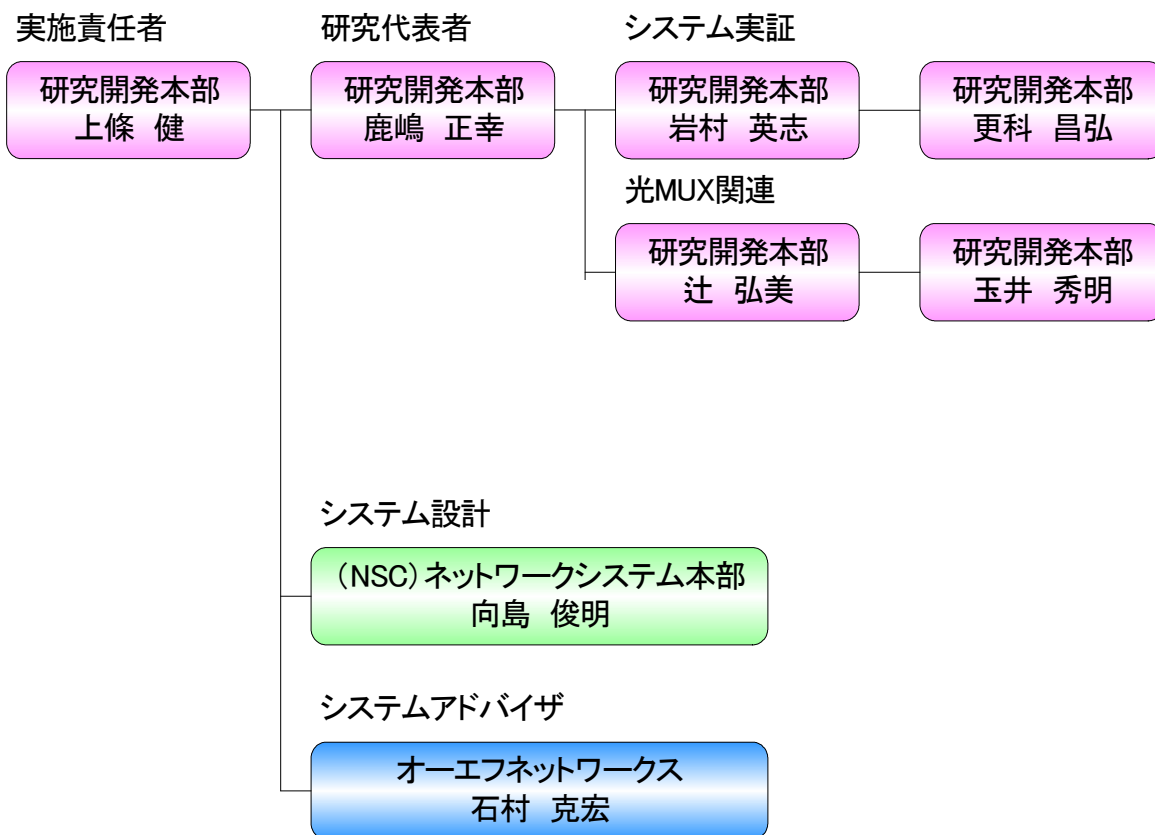 実施責任者
研究開発本部
上條 健
研究代表者
研究開発本部
鹿嶋 正幸
システム実証
研究開発本部
岩村 英志
研究開発本部
更科 昌弘
光MUX関連
研究開発本部
辻 弘美
研究開発本部
玉井 秀明
システム設計
（NSC）ネットワークシステム本部
向島 俊明
システムアドバイザ
オーエフネットワークス
石村 克宏